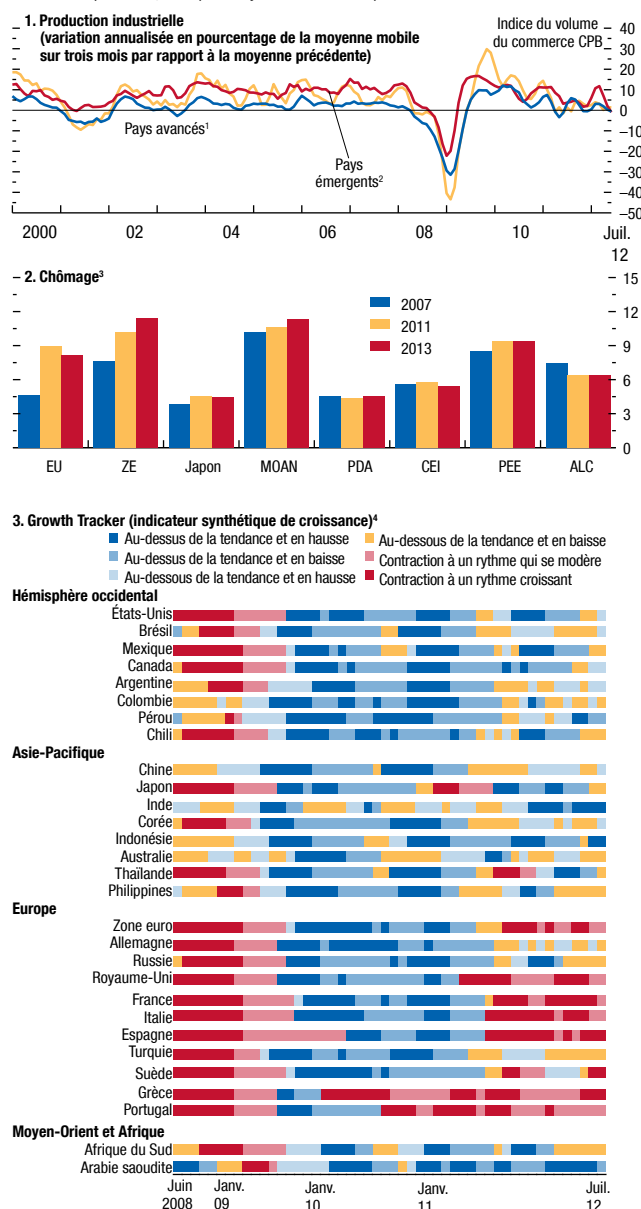 1. Production industrielle
(variation annualisée en pourcentage de la moyenne mobile
sur trois mois par rapport à la moyenne précédente)
Indice du volume
du commerce CPB
Pays avancés1
Pays
émergents2
40
30
20
10
0
–10
–20
–30
–40
–50
2000 02 04 06 08 10 Juil.
12
2. Chômage3
2007
2011
2013
15
12
9
6
3
0
EU ZE Japon MOAN PDA CEI PEE ALC
3. Growth Tracker (indicateur synthétique de croissance)4
Au-dessus de la tendance et en hausse Au-dessous de la tendance et en baisse
Au-dessus de la tendance et en baisse Contraction à un rythme qui se modère
Au-dessous de la tendance et en hausse Contraction à un rythme croissant
Hémisphère occidental
États-Unis
Brésil
Mexique
Canada
Argentine
Colombie
Pérou
Chili
Asie-Pacifique
Chine
Japon
Inde
Corée
Indonésie
Australie
Thaïlande
Philippines
Europe
Zone euro
Allemagne
Russie
Royaume-Uni
France
Italie
Espagne
Turquie
Suède
Grèce
Portugal
Moyen-Orient et Afrique
Afrique du Sud
Arabie saoudite
Juin Janv. Janv. Janv. Juil.
2008 09 10 11 12